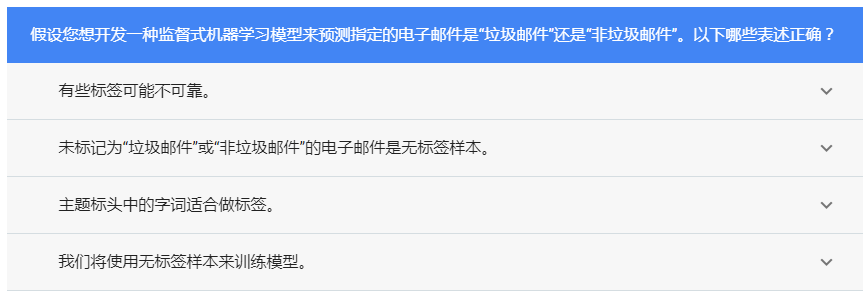 假设您想开发一种监督式机器学习模型来预测指定的电子邮件是“垃圾邮件”还是“非垃圾邮件”。以下哪些表述正确？
有些标签可能不可靠。
未标记为“垃圾邮件”或“非垃圾邮件”的电子邮件是无标签样本。
主题标头中的字词适合做标签。
我们将使用无标签样本来训练模型。